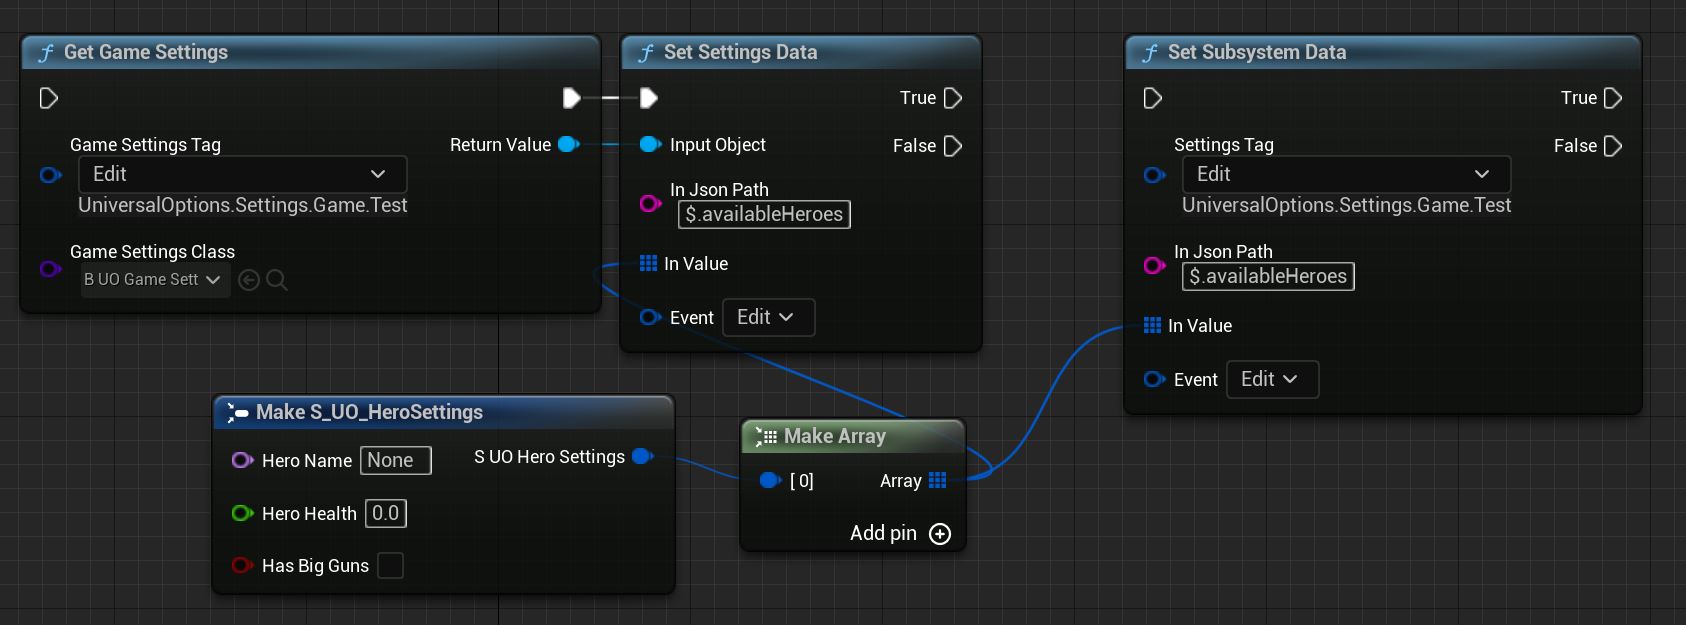 Get Game Settings
Game Settings Tag
Return Value
Edit
UniversalOptions.Settings.Game.Test
Game Settings Class
B UO Game Sett
Set Settings Data
True
Input Object
False
In Json Path
$.availableHeroes
In Value
Event
Edit
Set Subsystem Data
True
Settings Tag
False
Edit
UniversalOptions.Settings.Game.Test
In Json Path
$.availableHeroes
In Value
Event
Edit
Make S_UO_HeroSettings
Hero Name
None
S UO Hero Settings
Hero Health
0.0
Has Big Guns
Make Array
[ 0]
Array
Add pin